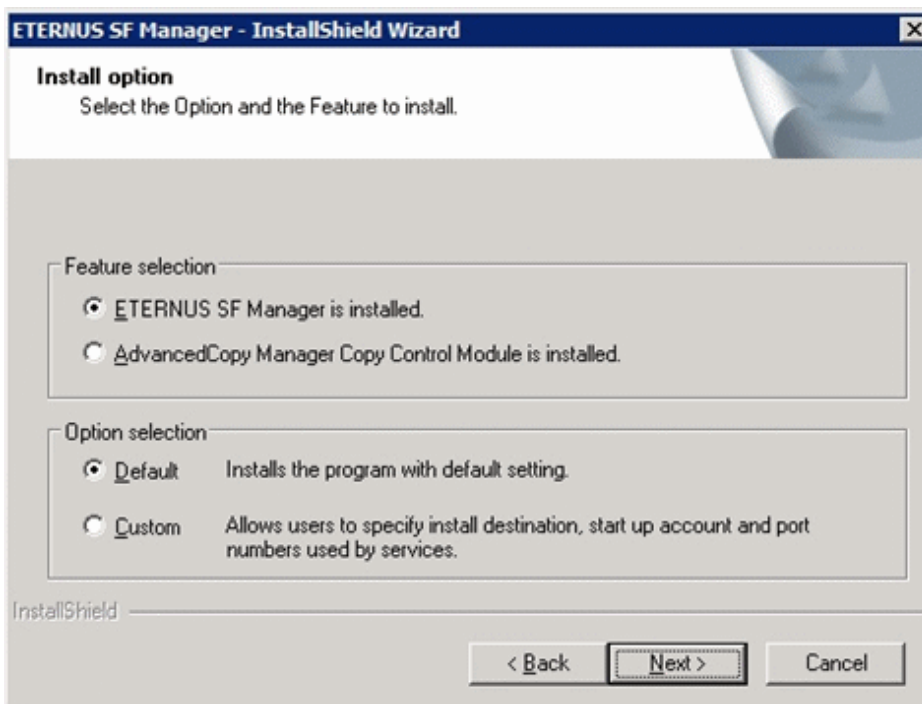 ETERNUS SF Manager - InstallShield Wizard
Install option
Select the Option and the Feature to install.
Feature selection
ETERNUS SF Manager is installed.
AdvancedCopy Manager Copy Control Module is installed.
Option selection
Default Installs the program with default setting.
Custom Allows users to specify install destination, start up account and port
numbers used by services.
InstallShield
< Back Next > Cancel